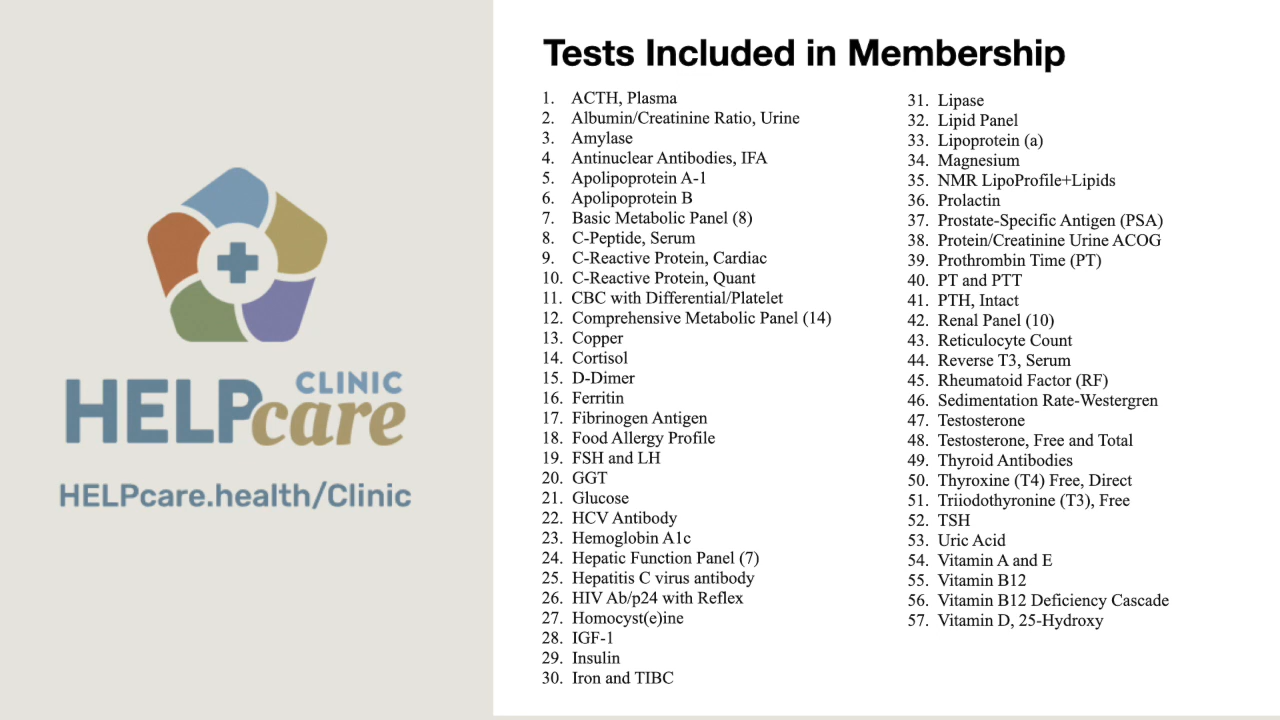 CLINIC
HELPcare
HELPcare.health/Clinic
Tests Included in Membership
1. ACTH, Plasma
2. Albumin/Creatinine Ratio, Urine
3. Amylase
4. Antinuclear Antibodies, IFA
5. Apolipoprotein A-1
6. Apolipoprotein B
7. Basic Metabolic Panel (8)
8. C-Peptide, Serum
9. C-Reactive Protein, Cardiac
10. C-Reactive Protein, Quant
11. CBC with Differential/Platelet
12. Comprehensive Metabolic Panel (14)
13. Copper
14. Cortisol
15. D-Dimer
16. Ferritin
17. Fibrinogen Antigen
18. Food Allergy Profile
19. FSH and LH
20. GGT
21. Glucose
22. HCV Antibody
23. Hemoglobin A1c
24. Hepatic Function Panel (7)
25. Hepatitis C virus antibody
26. HIV Ab/p24 with Reflex
27. Homocyst(e)ine
28. IGF-1
29. Insulin
30. Iron and TIBC
31. Lipase
32. Lipid Panel
33. Lipoprotein (a)
34. Magnesium
35. NMR LipoProfile+Lipids
36. Prolactin
37. Prostate-Specific Antigen (PSA)
38. Protein/Creatinine Urine ACOG
39. Prothrombin Time (PT)
40. PT and PTT
41. PTH, Intact
42. Renal Panel (10)
43. Reticulocyte Count
44. Reverse T3, Serum
45. Rheumatoid Factor (RF)
46. Sedimentation Rate-Westergren
47. Testosterone
48. Testosterone, Free and Total
49. Thyroid Antibodies
50. Thyroxine (T4) Free, Direct
51. Triiodothyronine (T3), Free
52. TSH
53. Uric Acid
54. Vitamin A and E
55. Vitamin B12
56. Vitamin B12 Deficiency Cascade
57. Vitamin D, 25-Hydroxy